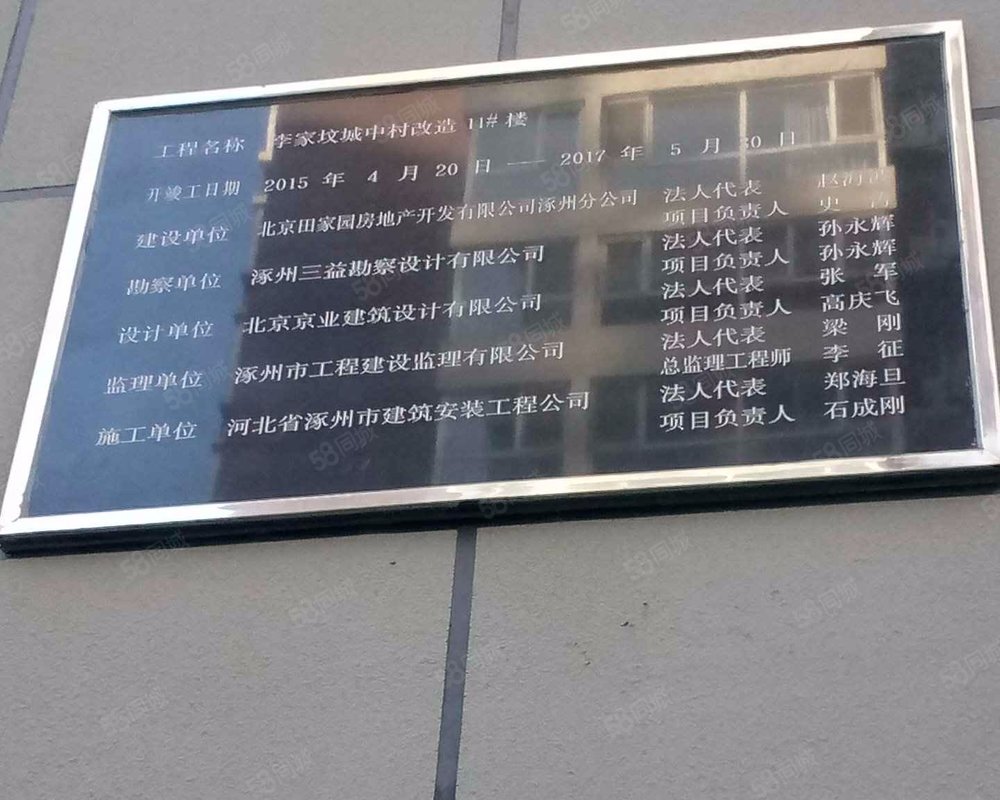 工程名称 李家坟城中村改造 11# 楼
开竣工日期 2015 年 4 月 20 日 —— 2017 年 5 月 30 日
建设单位 北京田家园房地产开发有限公司涿州分公司 法人代表
项目负责人
勘察单位 涿州三益勘察设计有限公司 法人代表 孙永辉
项目负责人 孙永辉
设计单位 北京京业建筑设计有限公司 法人代表 张 军
项目负责人 高庆飞
监理单位 涿州市工程建设监理有限公司 法人代表 梁 刚
总监理工程师 李 征
施工单位 河北省涿州市建筑安装工程公司 法人代表 郑海旦
项目负责人 石成刚
58同城